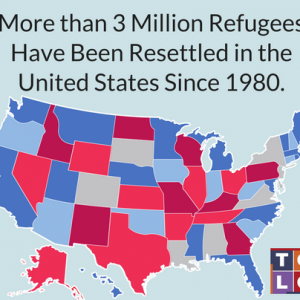 More than 3 Million Refugees
Have Been Resettled in the
United States Since 1980.
T
L